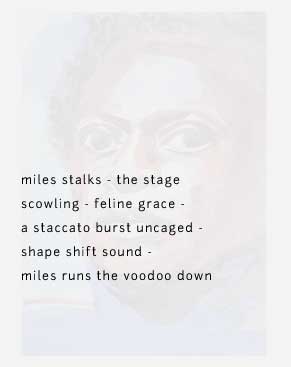 miles stalks - the stage
scowling - feline grace -
a staccato burst uncaged -
shape shift sound -
miles runs the voodoo down